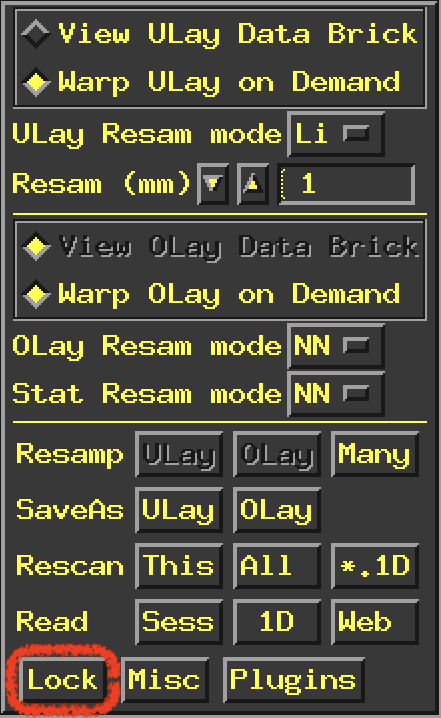 View ULay Data Brick
Warp ULay on Demand
ULay Resam mode Li
Resam (mm) 1
View OLay Data Brick
Warp OLay on Demand
OLay Resam mode NN
Stat Resam mode NN
Resamp ULay OLay Many
SaveAs ULay OLay
Rescan This All *.1D
Read Sess 1D Web
Lock Misc Plugins